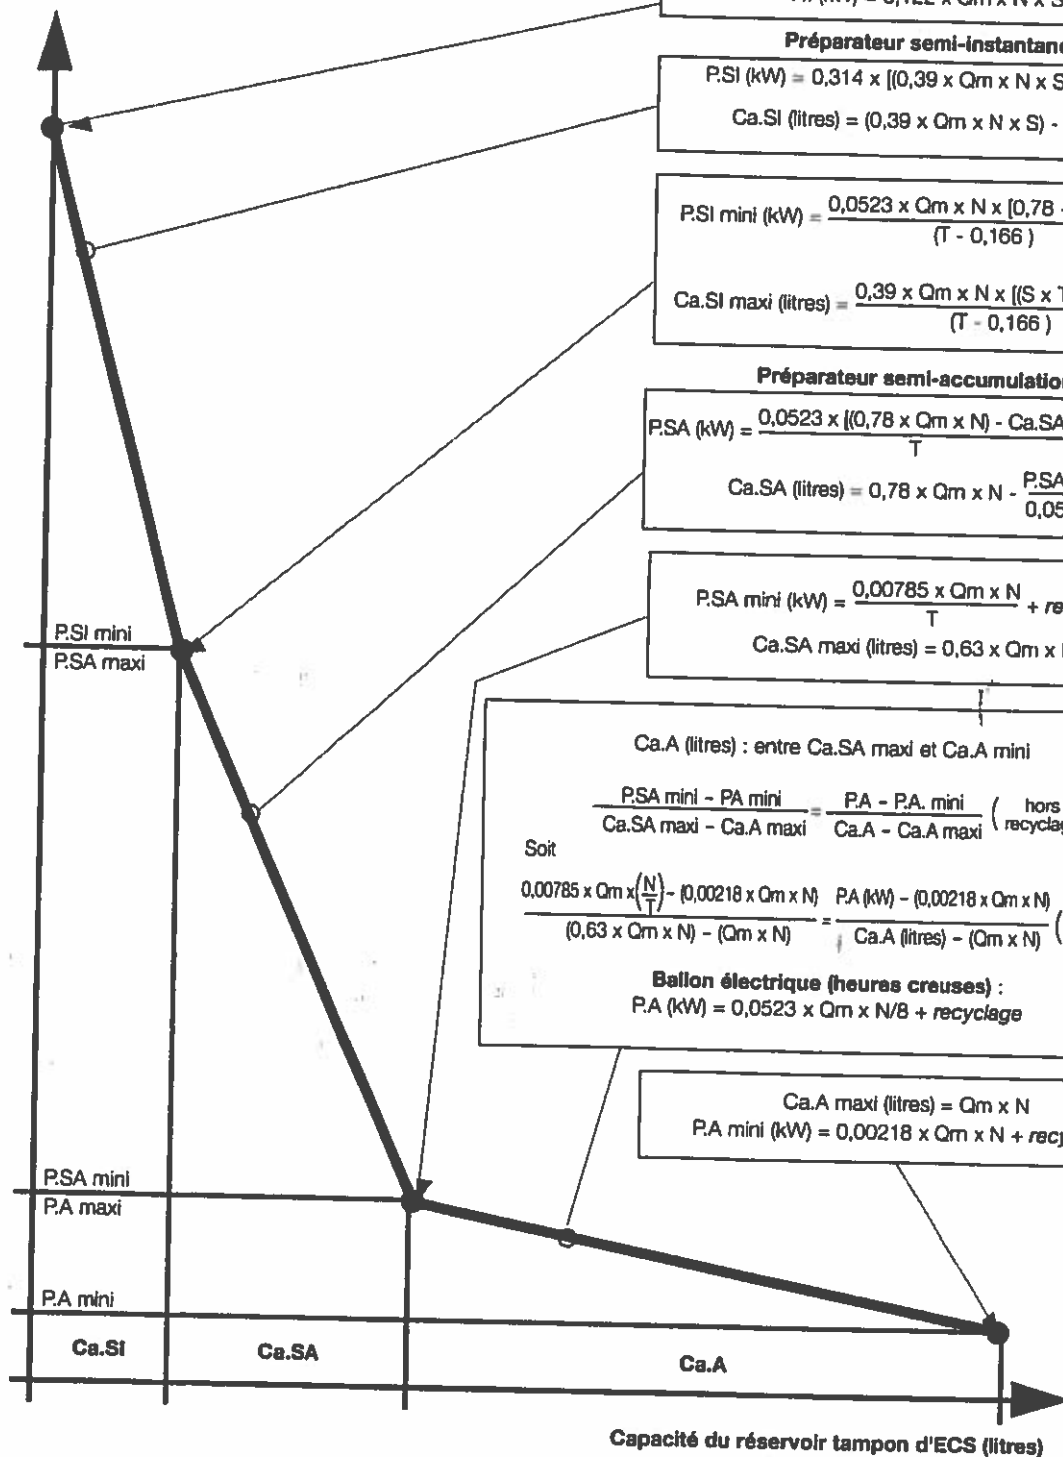 Préparateur semi-instantané
P.SI (kW) = 0,314 x [(0,39 x Qm x N x S
Ca.SI (litres) = (0,39 x Qm x N x S) -
P.SI mini (kW) = 0,0523 x Qm x N x [0,78 -
(T - 0,166 )
Ca.SI maxi (litres) = 0,39 x Qm x N x [(S x T
(T - 0,166 )
Préparateur semi-accumulation
P.SA (kW) = 0,0523 x [(0,78 x Qm x N) - Ca.SA
T
Ca.SA (litres) = 0,78 x Qm x N - P.SA
0,05
P.SA mini (kW) = 0,00785 x Qm x N + re
T
Ca.SA maxi (litres) = 0,63 x Qm x
P.SI mini
P.SA maxi
Ca.A (litres) : entre Ca.SA maxi et Ca.A mini
P.SA mini – PA mini = P.A – P.A. mini ( hors
Ca.SA maxi – Ca.A maxi Ca.A – Ca.A maxi recyclag
Soit
0,00785 x Qm x(N/T) – (0,00218 x Qm x N) = P.A (kW) – (0,00218 x Qm x N) (
(0,63 x Qm x N) – (Qm x N) Ca.A (litres) – (Qm x N)
Ballon électrique (heures creuses) :
P.A (kW) = 0,0523 x Qm x N/8 + recyclage
Ca.A maxi (litres) = Qm x N
P.A mini (kW) = 0,00218 x Qm x N + recy
P.SA mini
P.A maxi
P.A mini
Ca.SI
Ca.SA
Ca.A
Capacité du réservoir tampon d'ECS (litres)